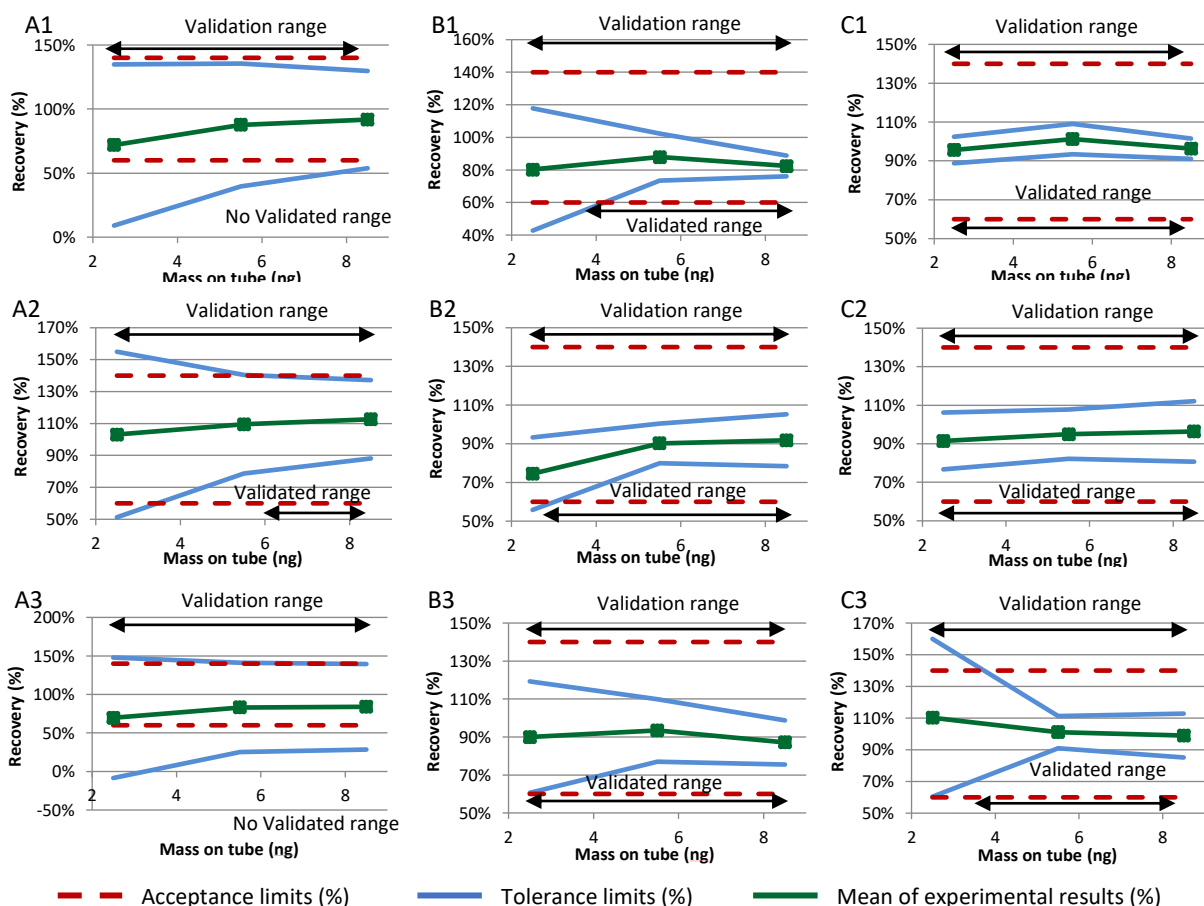 A1
Validation range
150%
100%
50%
0%
Recovery (%)
No Validated range
2 4 6 8
Mass on tube (ng)
B1
Validation range
160%
140%
120%
100%
80%
60%
40%
Recovery (%)
Validated range
2 4 6 8
Mass on tube (ng)
C1
Validation range
150%
130%
110%
90%
70%
50%
Recovery (%)
Validated range
2 4 6 8
Mass on tube (ng)
A2
Validation range
170%
150%
130%
110%
90%
70%
50%
Recovery (%)
Validated range
2 4 6 8
Mass on tube (ng)
B2
Validation range
150%
130%
110%
90%
70%
50%
Recovery (%)
Validated range
2 4 6 8
Mass on tube (ng)
C2
Validation range
150%
130%
110%
90%
70%
50%
Recovery (%)
Validated range
2 4 6 8
Mass on tube (ng)
A3
Validation range
200%
150%
100%
50%
0%
-50%
Recovery (%)
2 4 6 8
No Validated range
Mass on tube (ng)
B3
Validation range
150%
130%
110%
90%
70%
50%
Recovery (%)
Validated range
2 4 6 8
Mass on tube (ng)
C3
Validation range
170%
150%
130%
110%
90%
70%
50%
Recovery (%)
Validated range
2 4 6 8
Mass on tube (ng)
Acceptance limits (%) Tolerance limits (%) Mean of experimental results (%)